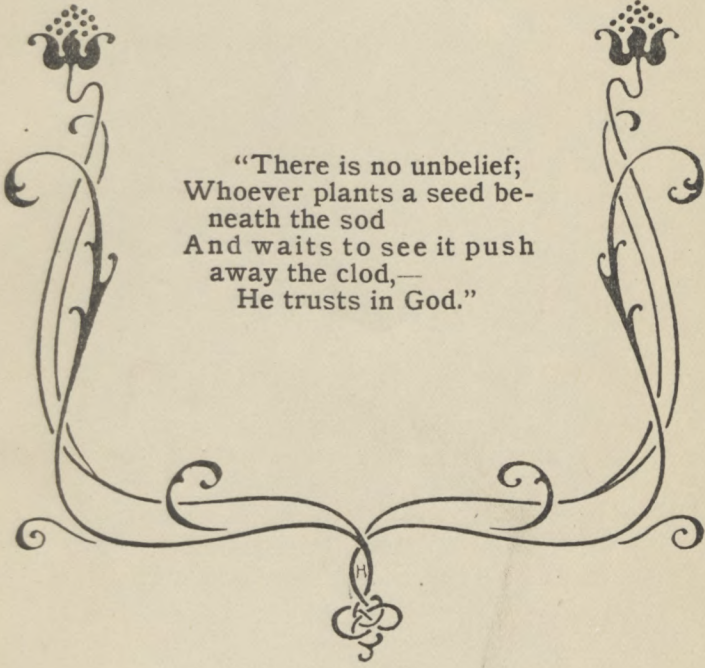 “There is no unbelief;
Whoever plants a seed be-
neath the sod
And waits to see it push
away the clod,—
He trusts in God.”
H